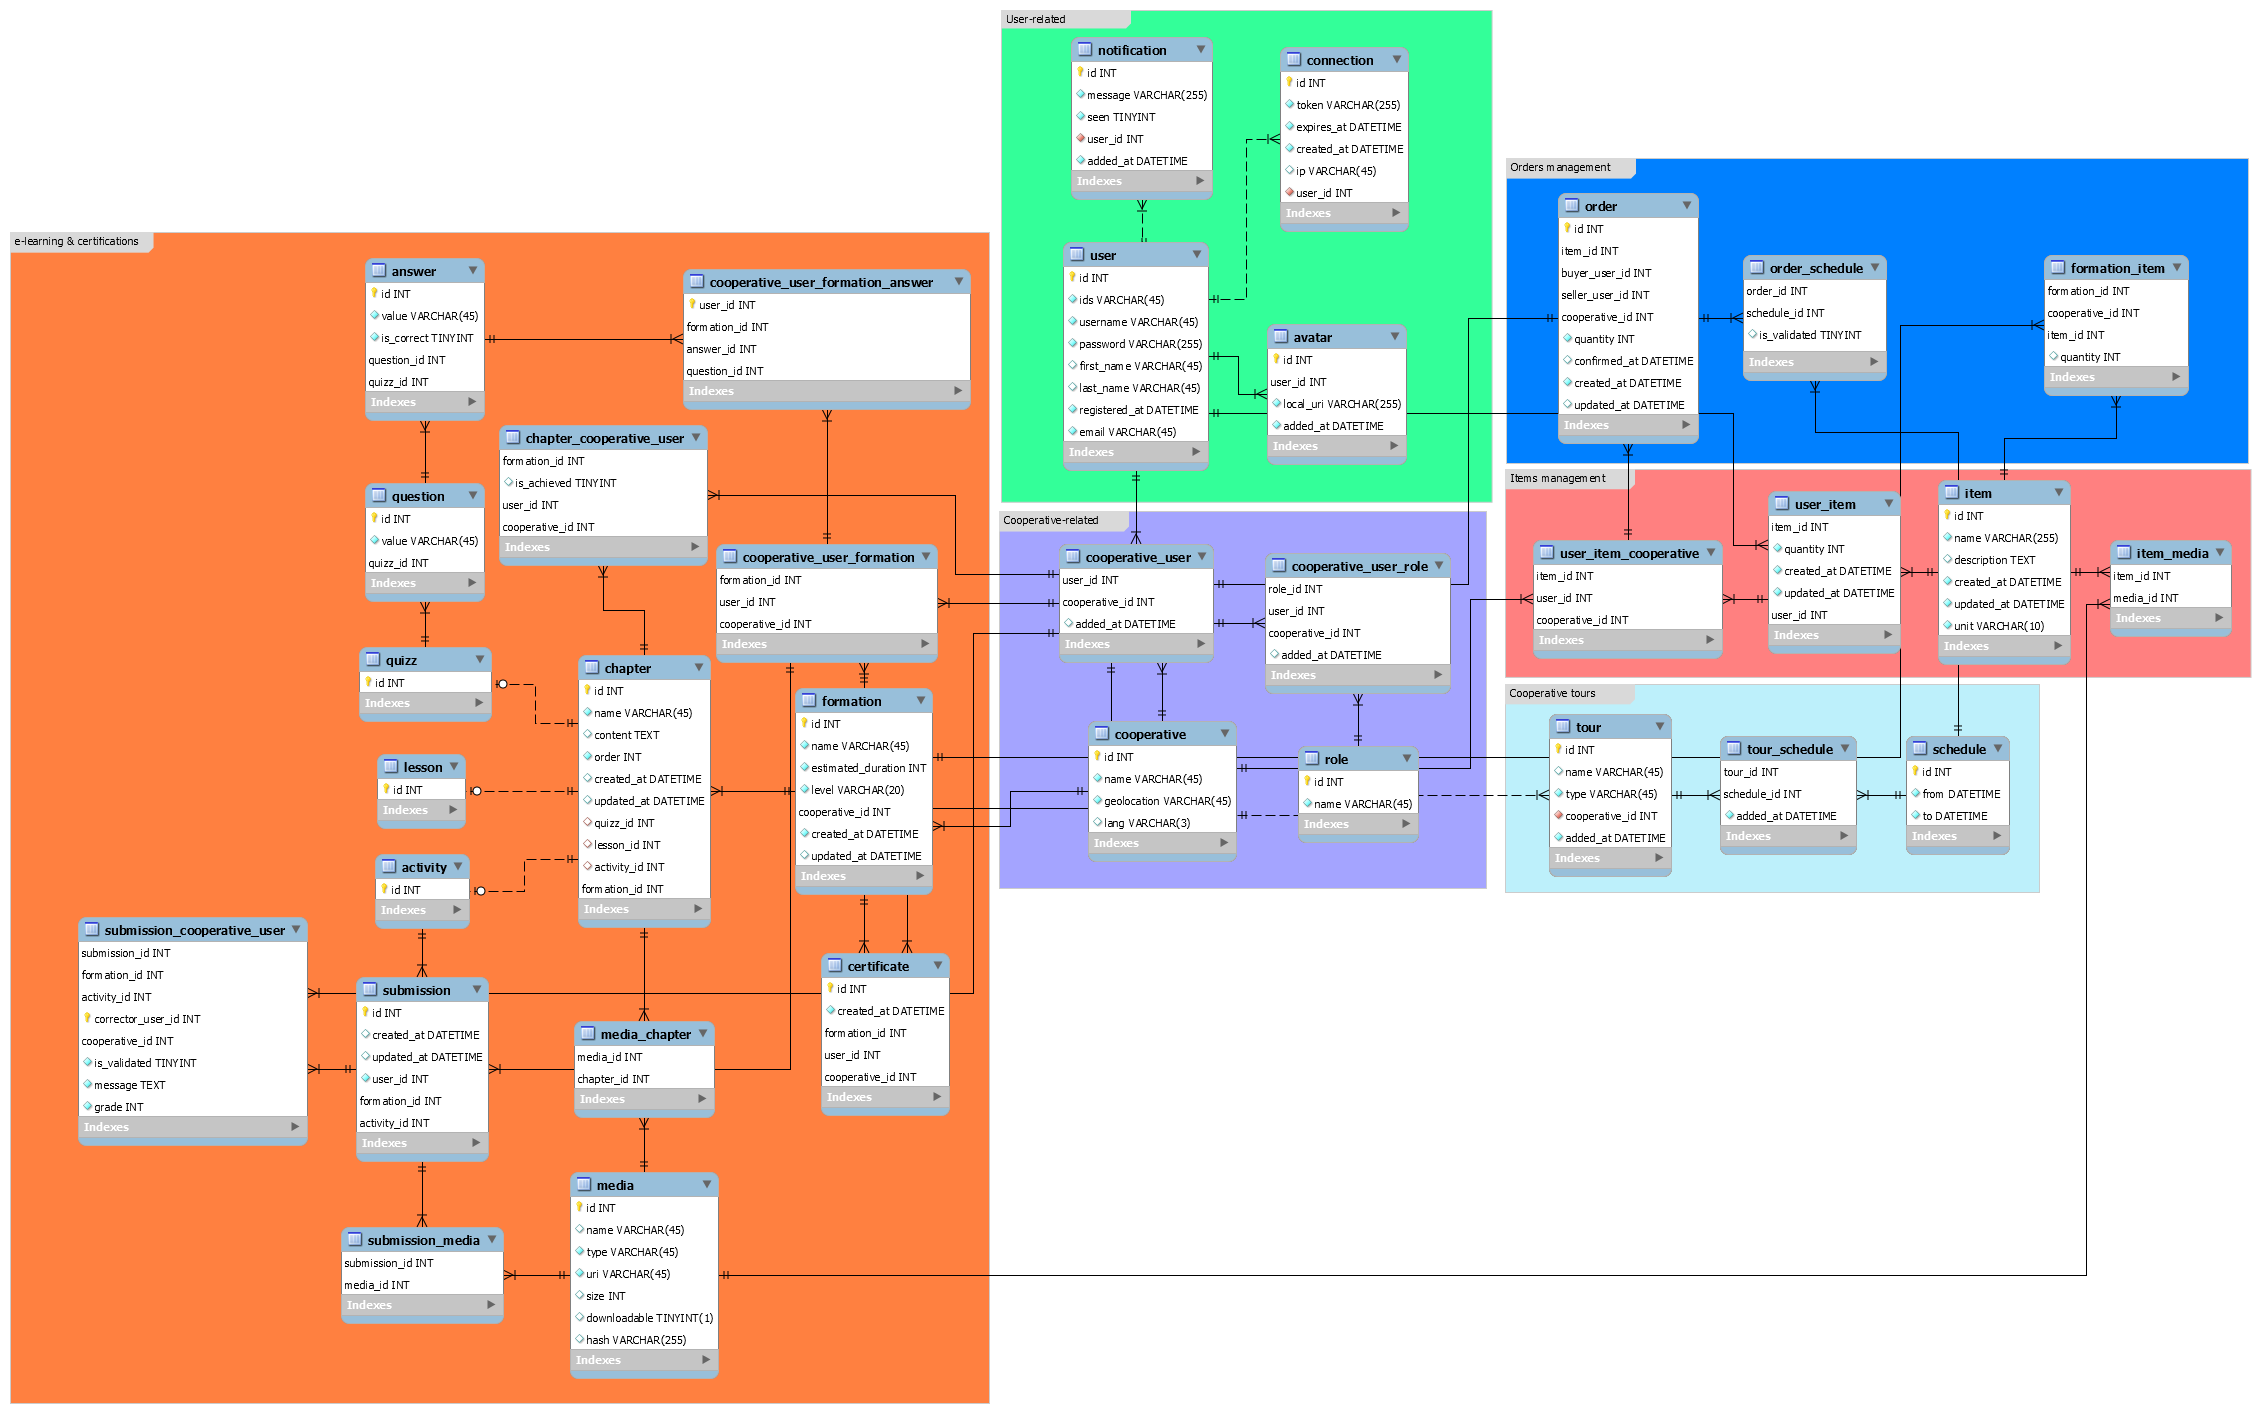 User-related
notification
id INT
message VARCHAR(255)
seen TINYINT
user_id INT
added_at DATETIME
Indexes
connection
id INT
token VARCHAR(255)
expires_at DATETIME
created_at DATETIME
ip VARCHAR(45)
user_id INT
Indexes
user
id INT
ids VARCHAR(45)
username VARCHAR(45)
password VARCHAR(255)
first_name VARCHAR(45)
last_name VARCHAR(45)
registered_at DATETIME
email VARCHAR(45)
Indexes
avatar
id INT
user_id INT
local_uri VARCHAR(255)
added_at DATETIME
Indexes
Orders management
order
id INT
item_id INT
buyer_user_id INT
seller_user_id INT
cooperative_id INT
quantity INT
confirmed_at DATETIME
created_at DATETIME
updated_at DATETIME
Indexes
order_schedule
order_id INT
schedule_id INT
is_validated TINYINT
Indexes
formation_item
formation_id INT
cooperative_id INT
item_id INT
quantity INT
Indexes
e-learning & certifications
answer
id INT
value VARCHAR(45)
is_correct TINYINT
question_id INT
quizz_id INT
Indexes
cooperative_user_formation_answer
user_id INT
formation_id INT
answer_id INT
question_id INT
Indexes
chapter_cooperative_user
formation_id INT
is_achieved TINYINT
user_id INT
cooperative_id INT
Indexes
question
id INT
value VARCHAR(45)
quizz_id INT
Indexes
cooperative_user_formation
formation_id INT
user_id INT
cooperative_id INT
Indexes
quizz
id INT
Indexes
chapter
id INT
name VARCHAR(45)
content TEXT
order INT
created_at DATETIME
updated_at DATETIME
quizz_id INT
lesson_id INT
activity_id INT
formation_id INT
Indexes
formation
id INT
name VARCHAR(45)
estimated_duration INT
level VARCHAR(20)
cooperative_id INT
created_at DATETIME
updated_at DATETIME
Indexes
lesson
id INT
Indexes
activity
id INT
Indexes
submission_cooperative_user
submission_id INT
formation_id INT
activity_id INT
corrector_user_id INT
cooperative_id INT
is_validated TINYINT
message TEXT
grade INT
Indexes
submission
id INT
created_at DATETIME
updated_at DATETIME
user_id INT
formation_id INT
activity_id INT
Indexes
certificate
id INT
created_at DATETIME
formation_id INT
user_id INT
cooperative_id INT
Indexes
media_chapter
media_id INT
chapter_id INT
Indexes
media
id INT
name VARCHAR(45)
type VARCHAR(45)
uri VARCHAR(45)
size INT
downloadable TINYINT(1)
hash VARCHAR(255)
Indexes
submission_media
submission_id INT
media_id INT
Indexes
Cooperative-related
cooperative_user
user_id INT
cooperative_id INT
added_at DATETIME
Indexes
cooperative_user_role
role_id INT
user_id INT
cooperative_id INT
added_at DATETIME
Indexes
cooperative
id INT
name VARCHAR(45)
geolocation VARCHAR(45)
lang VARCHAR(3)
Indexes
role
id INT
name VARCHAR(45)
Indexes
Items management
user_item_cooperative
item_id INT
user_id INT
cooperative_id INT
Indexes
user_item
item_id INT
quantity INT
created_at DATETIME
updated_at DATETIME
user_id INT
Indexes
item
id INT
name VARCHAR(255)
description TEXT
created_at DATETIME
updated_at DATETIME
unit VARCHAR(10)
Indexes
item_media
item_id INT
media_id INT
Indexes
Cooperative tours
tour
id INT
name VARCHAR(45)
type VARCHAR(45)
cooperative_id INT
added_at DATETIME
Indexes
tour_schedule
tour_id INT
schedule_id INT
added_at DATETIME
Indexes
schedule
id INT
from DATETIME
to DATETIME
Indexes